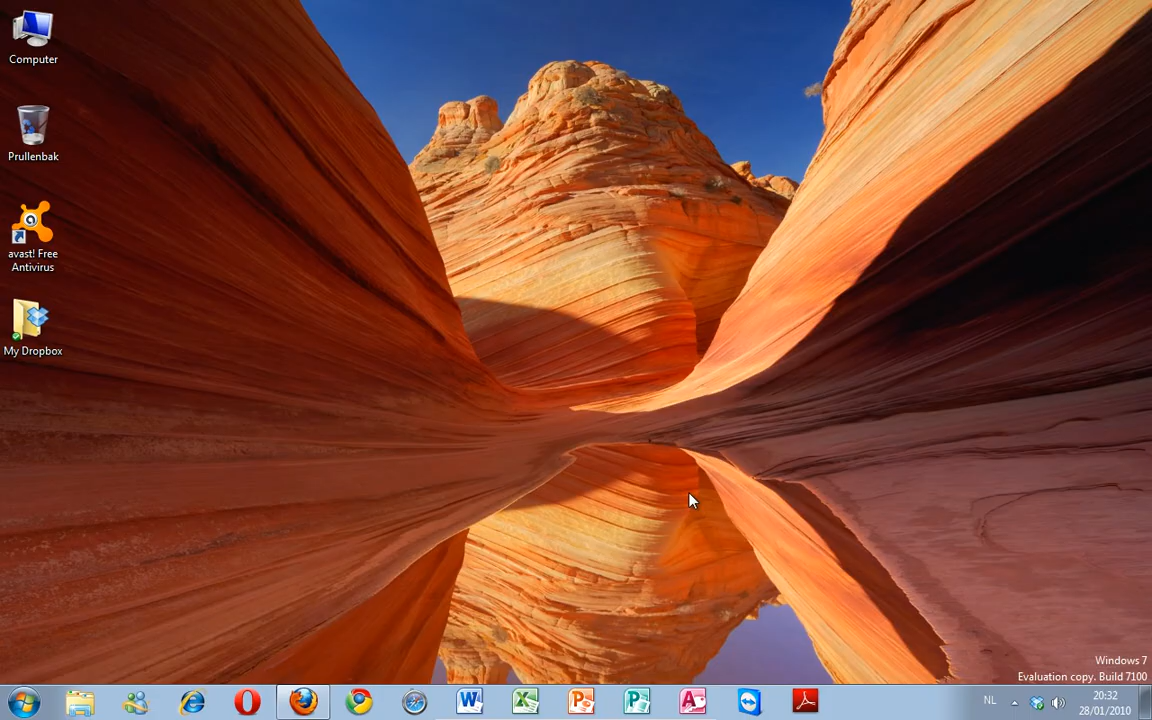 Computer
Prullenbak
avast! Free
Antivirus
My Dropbox
Windows 7
Evaluation copy. Build 7100
NL
20:32
28/01/2010